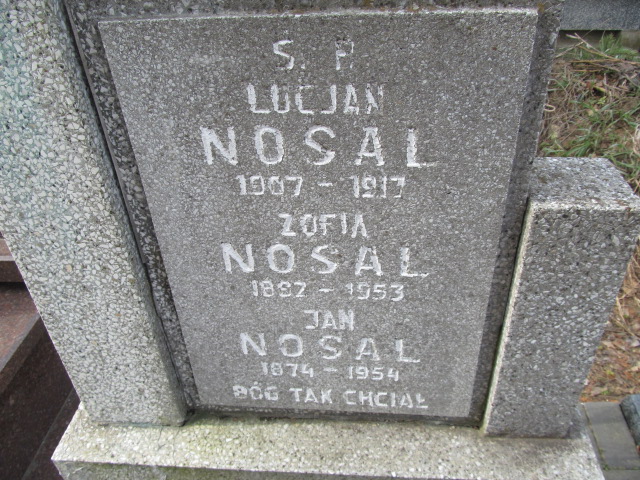 S. P.
LUCJAN
NOSAL
1907 - 1917
ZOFIA
NOSAL
1882 - 1953
JAN
NOSAL
1874 - 1954
BÓG TAK CHCIAŁ